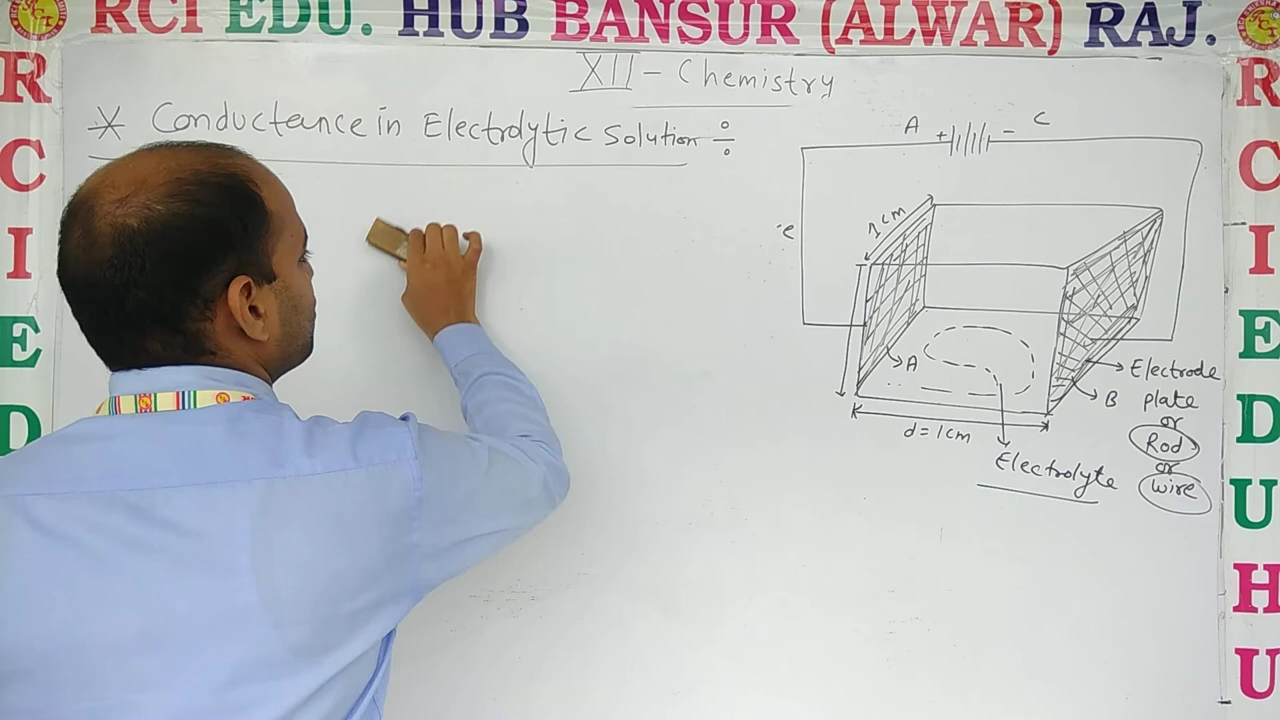 RCI EDU. HUB BANSUR (ALWAR) RAJ.
XII - Chemistry
* Conducteance in Electrolytic Solution ÷
A + - C
1cm
e
A
Electrode
B plate
or
Rod
or
wire
d = 1cm
Electrolyte
R
C
I
E
D
R
C
I
E
D
U
H
U